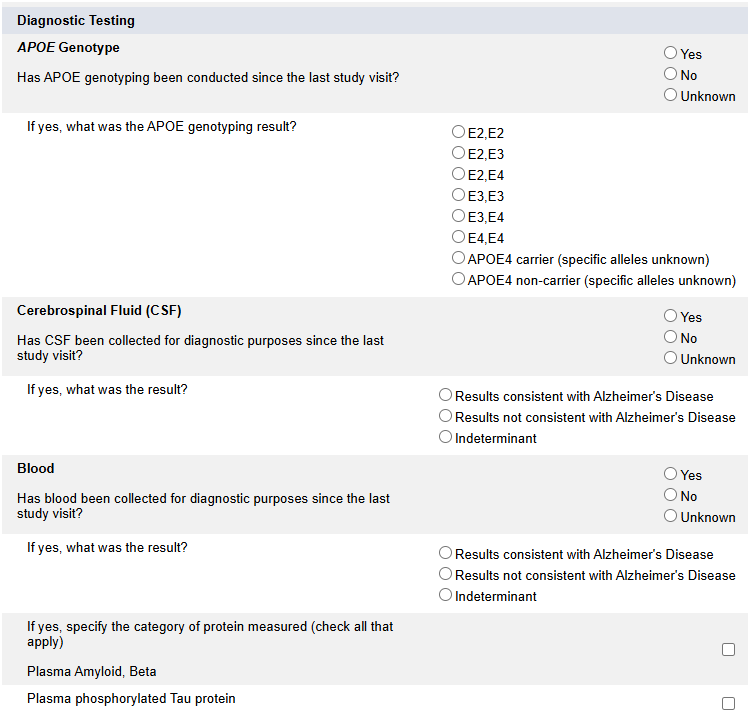 Diagnostic Testing
APOE Genotype
Has APOE genotyping been conducted since the last study visit?
Yes
No
Unknown
If yes, what was the APOE genotyping result?
E2,E2
E2,E3
E2,E4
E3,E3
E3,E4
E4,E4
APOE4 carrier (specific alleles unknown)
APOE4 non-carrier (specific alleles unknown)
Cerebrospinal Fluid (CSF)
Has CSF been collected for diagnostic purposes since the last
study visit?
Yes
No
Unknown
If yes, what was the result?
Results consistent with Alzheimer's Disease
Results not consistent with Alzheimer's Disease
Indeterminant
Blood
Has blood been collected for diagnostic purposes since the last
study visit?
Yes
No
Unknown
If yes, what was the result?
Results consistent with Alzheimer's Disease
Results not consistent with Alzheimer's Disease
Indeterminant
If yes, specify the category of protein measured (check all that
apply)
Plasma Amyloid, Beta
Plasma phosphorylated Tau protein